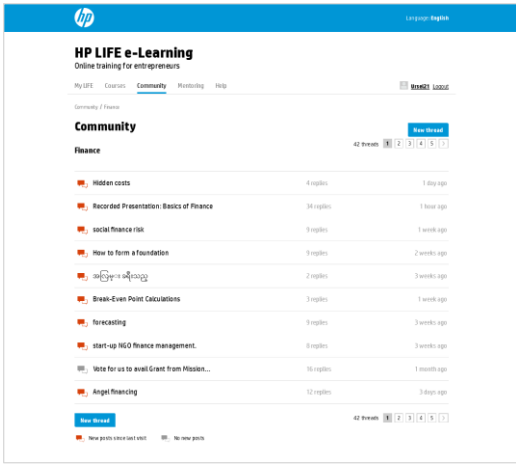 hp
Language: English
HP LIFE e-Learning
Online training for entrepreneurs
My LIFE Courses Community Mentoring Help Logout
Community / Finance
Community
New thread
42 threads 1 2 3 4 5 >
Finance
Hidden costs 4 replies 1 day ago
Recorded Presentation: Basics of Finance 34 replies 1 hour ago
social finance risk 9 replies 1 week ago
How to form a foundation 9 replies 2 weeks ago
2 replies 3 weeks ago
Break-Even Point Calculations 3 replies 1 week ago
forecasting 9 replies 3 weeks ago
start-up NGO finance management. 8 replies 3 weeks ago
Vote for us to avail Grant from Mission... 16 replies 1 month ago
Angel financing 12 replies 3 days ago
New thread
42 threads 1 2 3 4 5 >
New posts since last visit No new posts